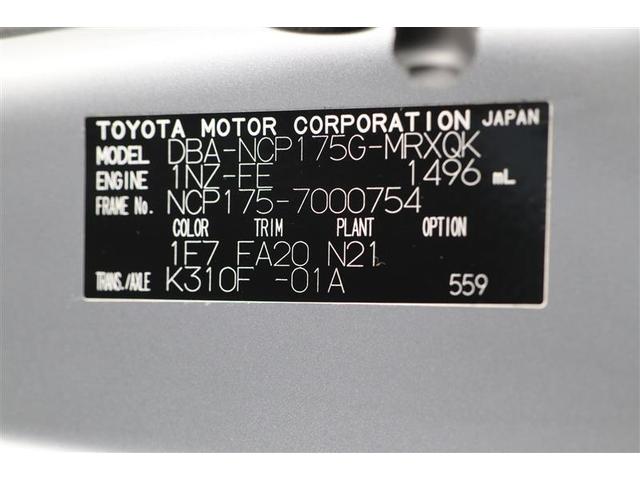 TOYOTA MOTOR CORPORATION JAPAN
MODEL DBA-NCP175G-MRXQK
ENGINE 1NZ-FE 1496 mL
FRAME No. NCP175-7000754
COLOR TRIM PLANT OPTION
1F7 FA20 N21
TRANS./AXLE K310F -01A 559